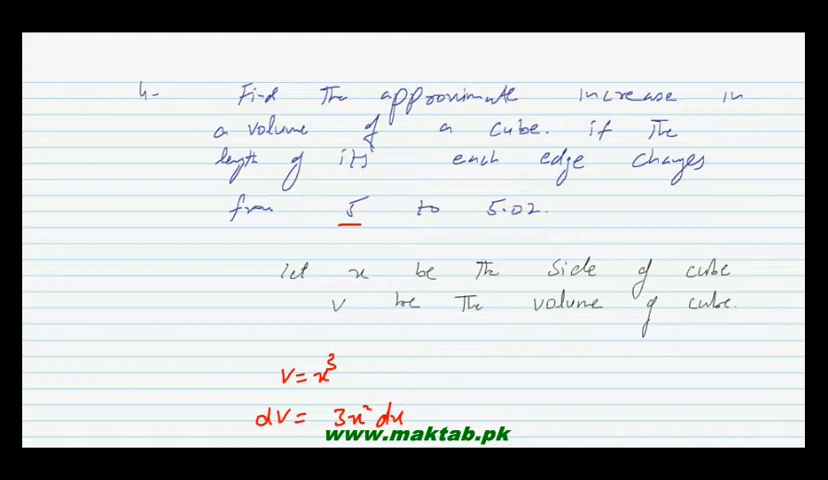 4- Find the approximate increase in
a volume of a cube. if the
length of its each edge changes
from 5 to 5.02.
let x be the side of cube
V be the volume of cube.
V = x³
dV = 3x² dx
www.maktab.pk